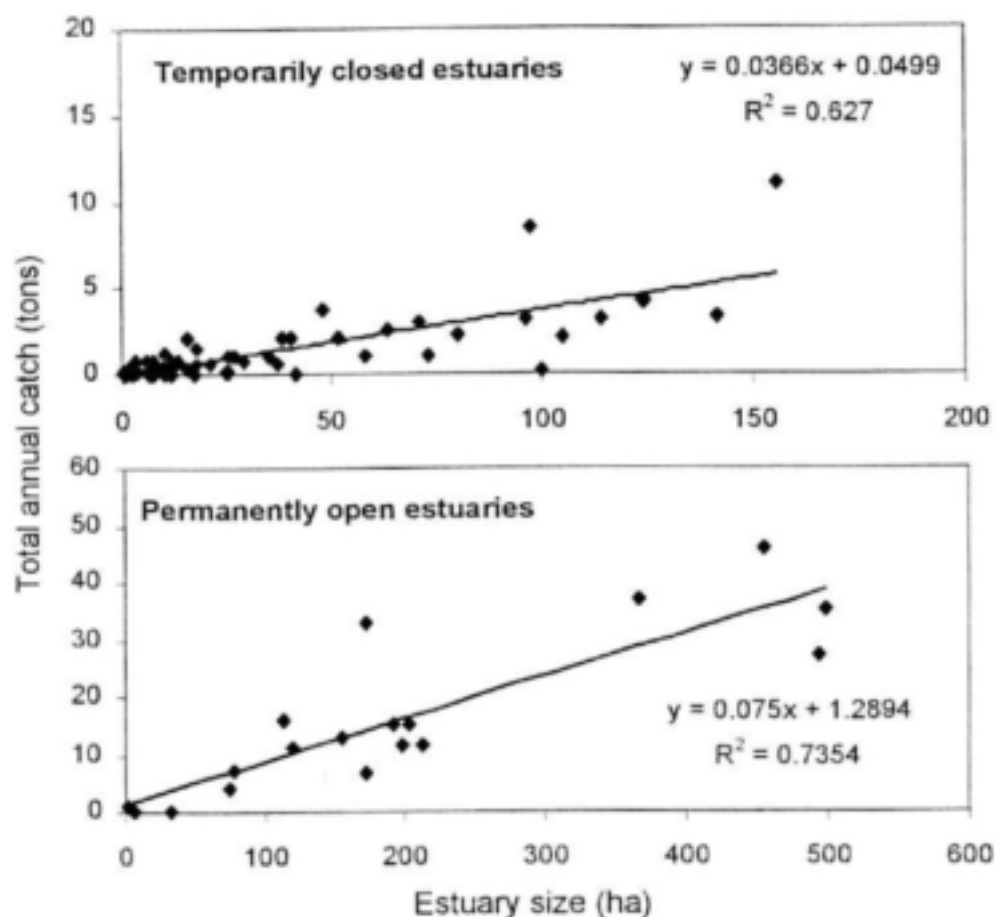 Total annual catch (tons)
20
15
10
5
0
Temporarily closed estuaries
y = 0.0366x + 0.0499
R² = 0.627
0 50 100 150 200
60
50
40
30
20
10
0
Permanently open estuaries
y = 0.075x + 1.2894
R² = 0.7354
0 100 200 300 400 500 600
Estuary size (ha)